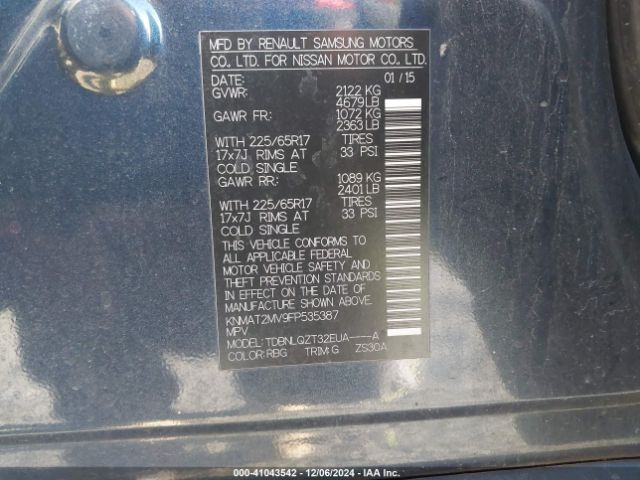 MFD BY RENAULT SAMSUNG MOTORS
CO., LTD. FOR NISSAN MOTOR CO., LTD.
DATE: 01/15
GVWR: 2122 KG
4679 LB
GAWR FR: 1072 KG
2363 LB
WITH 225/65R17 TIRES
17x7J RIMS AT 33 PSI
COLD SINGLE
GAWR RR: 1089 KG
2401 LB
WITH 225/65R17 TIRES
17x7J RIMS AT 33 PSI
COLD SINGLE
THIS VEHICLE CONFORMS TO
ALL APPLICABLE FEDERAL
MOTOR VEHICLE SAFETY AND
THEFT PREVENTION STANDARDS
IN EFFECT ON THE DATE OF
MANUFACTURE SHOWN ABOVE.
KNMAT2MV9FP535387
MPV
MODEL: TDBNLQZT32EUA----A
COLOR: RBG TRIM: G ZS30A
000-41043542 - 12/06/2024 - IAA Inc.